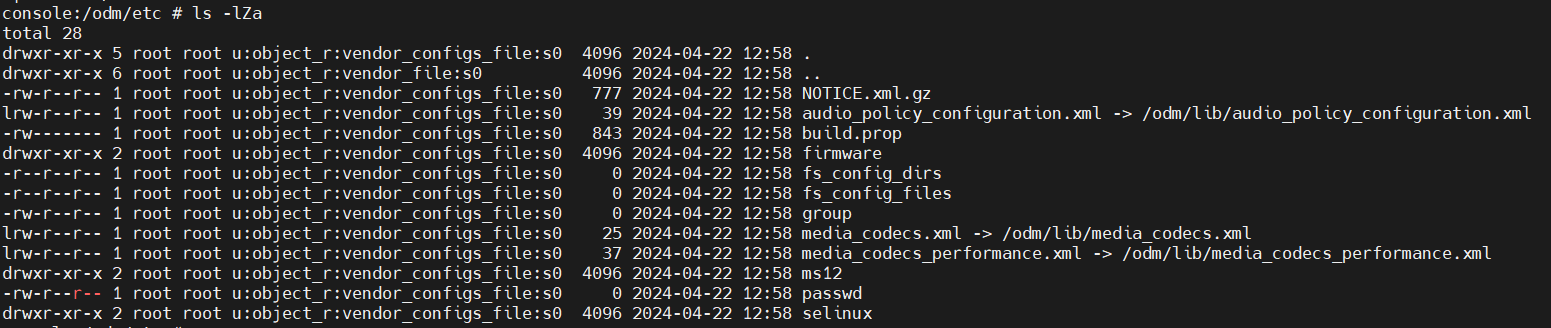 console:/odm/etc # ls -lZa
total 28
drwxr-xr-x 5 root root u:object_r:vendor_configs_file:s0  4096 2024-04-22 12:58 .
drwxr-xr-x 6 root root u:object_r:vendor_file:s0          4096 2024-04-22 12:58 ..
-rw-r--r-- 1 root root u:object_r:vendor_configs_file:s0   777 2024-04-22 12:58 NOTICE.xml.gz
lrw-r--r-- 1 root root u:object_r:vendor_configs_file:s0    39 2024-04-22 12:58 audio_policy_configuration.xml -> /odm/lib/audio_policy_configuration.xml
-rw------- 1 root root u:object_r:vendor_configs_file:s0   843 2024-04-22 12:58 build.prop
drwxr-xr-x 2 root root u:object_r:vendor_configs_file:s0  4096 2024-04-22 12:58 firmware
-r--r--r-- 1 root root u:object_r:vendor_configs_file:s0     0 2024-04-22 12:58 fs_config_dirs
-r--r--r-- 1 root root u:object_r:vendor_configs_file:s0     0 2024-04-22 12:58 fs_config_files
-rw-r--r-- 1 root root u:object_r:vendor_configs_file:s0     0 2024-04-22 12:58 group
lrw-r--r-- 1 root root u:object_r:vendor_configs_file:s0    25 2024-04-22 12:58 media_codecs.xml -> /odm/lib/media_codecs.xml
lrw-r--r-- 1 root root u:object_r:vendor_configs_file:s0    37 2024-04-22 12:58 media_codecs_performance.xml -> /odm/lib/media_codecs_performance.xml
drwxr-xr-x 2 root root u:object_r:vendor_configs_file:s0  4096 2024-04-22 12:58 ms12
-rw-r--r-- 1 root root u:object_r:vendor_configs_file:s0     0 2024-04-22 12:58 passwd
drwxr-xr-x 2 root root u:object_r:vendor_configs_file:s0  4096 2024-04-22 12:58 selinux